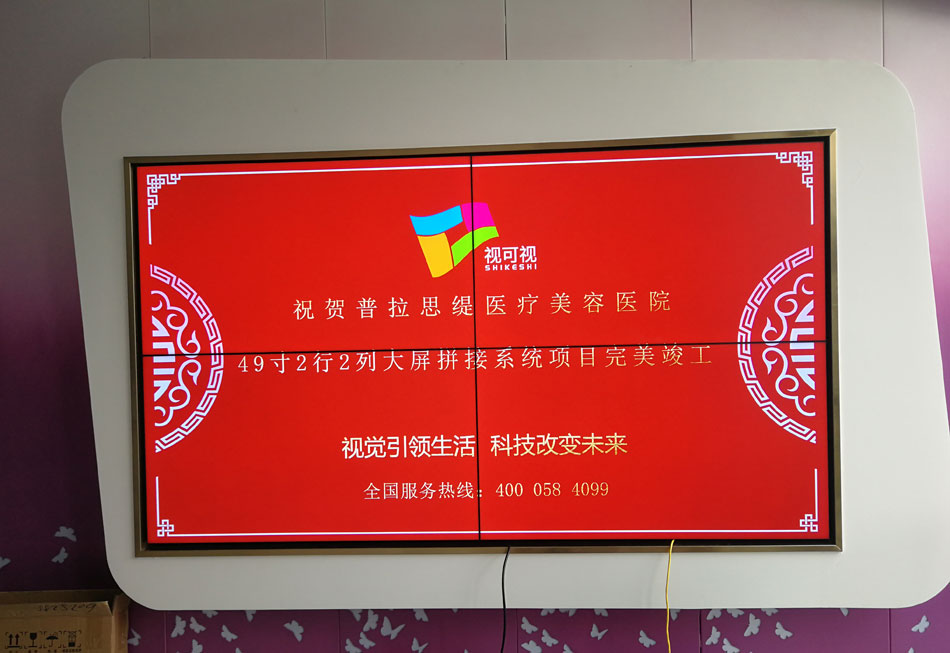 视可视
SHIKESHI
祝贺普拉思缇医疗美容医院
49寸2行2列大屏拼接系统项目完美竣工
视觉引领生活 科技改变未来
全国服务热线：400 058 4099